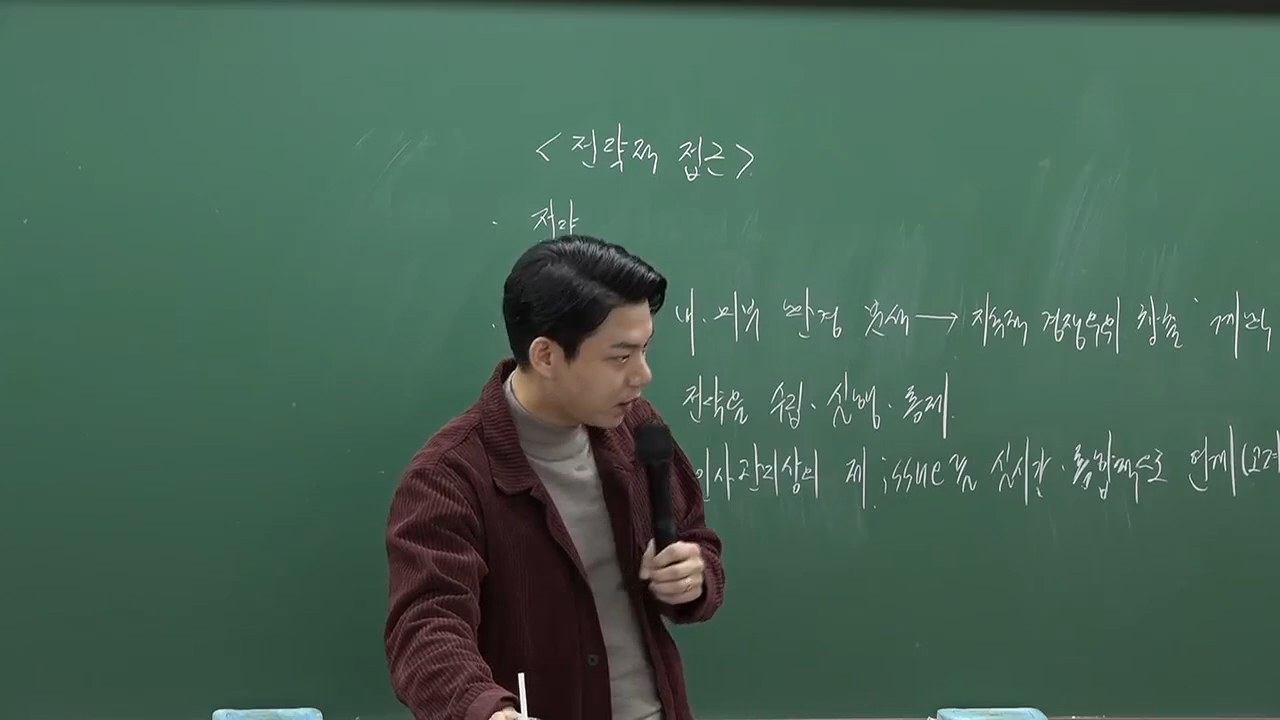 <전략적 접근>
· 전략
내·외부 환경 분석 → 지속적 경쟁우위 창출
전략을 수립·실행·통제
인사관리상의 제 issue를 실시간·통합적으로 연계